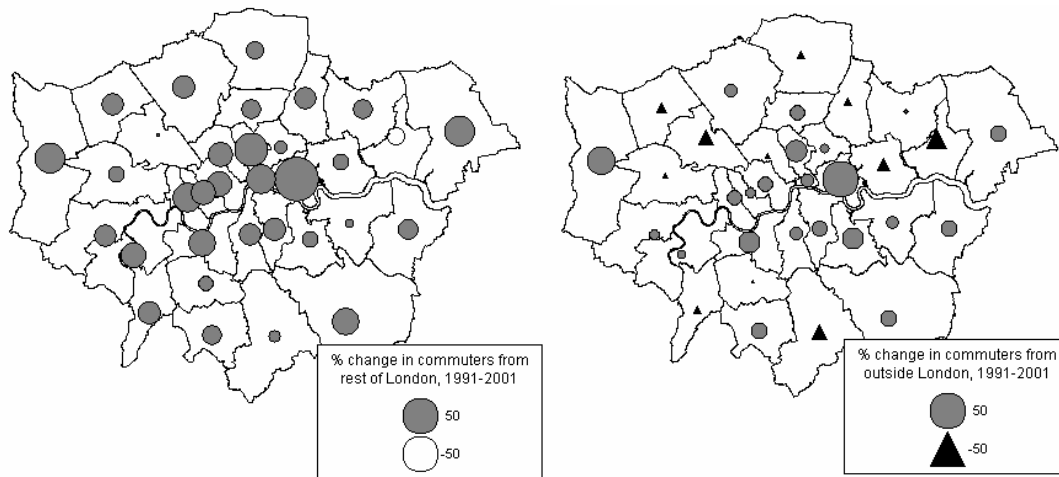 % change in commuters from
rest of London, 1991-2001
50
-50
% change in commuters from
outside London, 1991-2001
50
-50